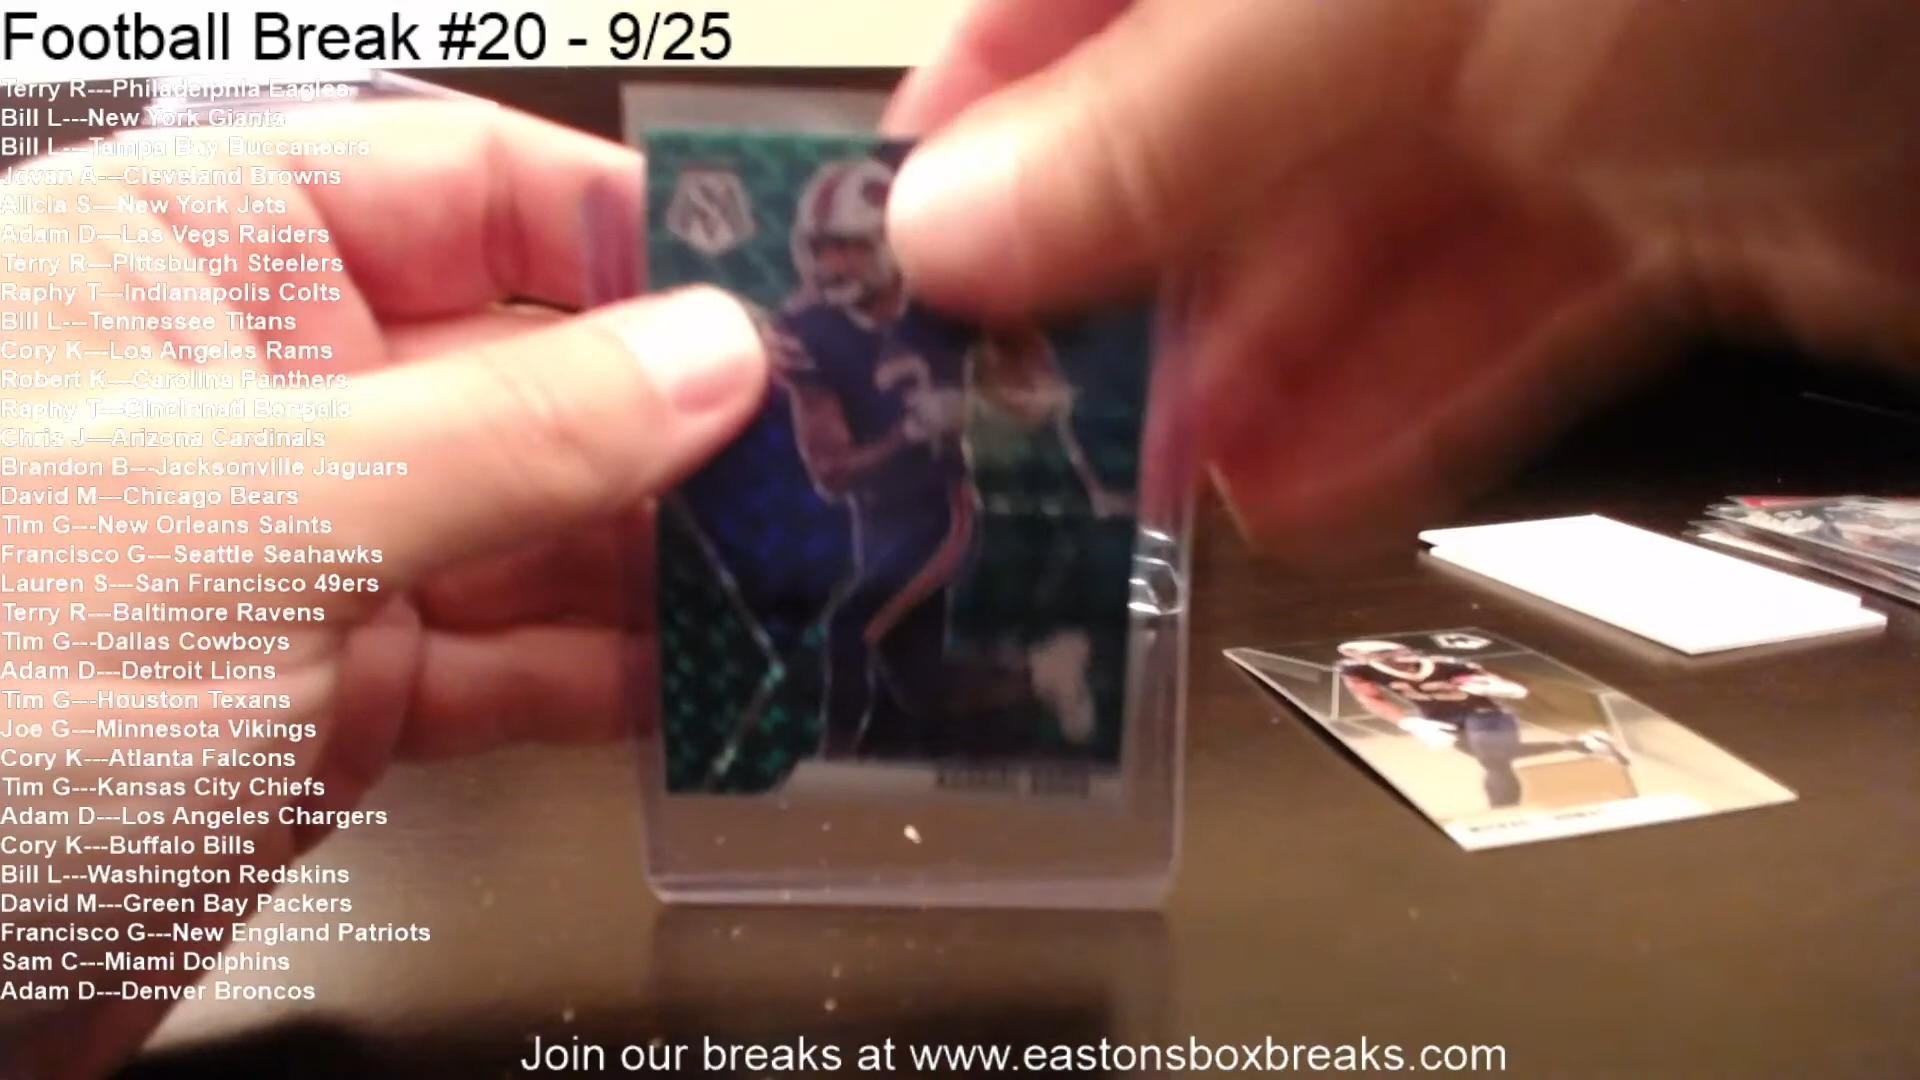 Football Break #20 - 9/25
Terry R---Philadelphia Eagles
Bill L---New York Giants
Bill L---Tampa Bay Buccaneers
Jovan A---Cleveland Browns
Alicia S---New York Jets
Adam D---Las Vegs Raiders
Terry R---Pittsburgh Steelers
Raphy T---Indianapolis Colts
Bill L---Tennessee Titans
Cory K---Los Angeles Rams
Robert K---Carolina Panthers
Raphy T---Cincinnati Bengals
Chris J---Arizona Cardinals
Brandon B---Jacksonville Jaguars
David M---Chicago Bears
Tim G---New Orleans Saints
Francisco G---Seattle Seahawks
Lauren S---San Francisco 49ers
Terry R---Baltimore Ravens
Tim G---Dallas Cowboys
Adam D---Detroit Lions
Tim G---Houston Texans
Joe G---Minnesota Vikings
Cory K---Atlanta Falcons
Tim G---Kansas City Chiefs
Adam D---Los Angeles Chargers
Cory K---Buffalo Bills
Bill L---Washington Redskins
David M---Green Bay Packers
Francisco G---New England Patriots
Sam C---Miami Dolphins
Adam D---Denver Broncos
Join our breaks at www.eastonsboxbreaks.com